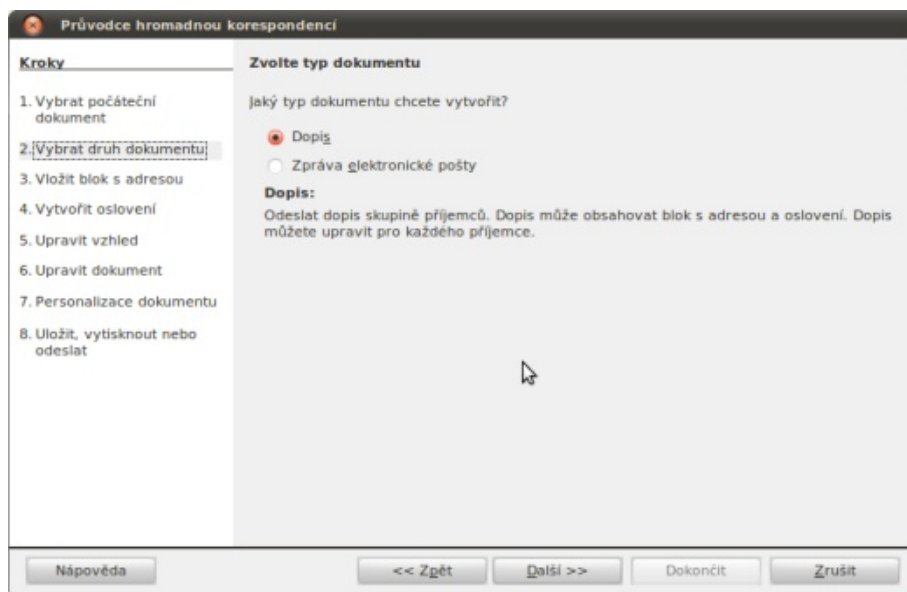 Průvodce hromadnou korespondencí
Kroky
1. Vybrat počáteční
dokument
2. Vybrat druh dokumentu
3. Vložit blok s adresou
4. Vytvořit oslovení
5. Upravit vzhled
6. Upravit dokument
7. Personalizace dokumentu
8. Uložit, vytisknout nebo
odeslat
Zvolte typ dokumentu
Jaký typ dokumentu chcete vytvořit?
Dopis
Zpráva elektronické pošty
Dopis:
Odeslat dopis skupině příjemců. Dopis může obsahovat blok s adresou a oslovení. Dopis
můžete upravit pro každého příjemce.
Nápověda
<< Zpět
Další >>
Dokončit
Zrušit